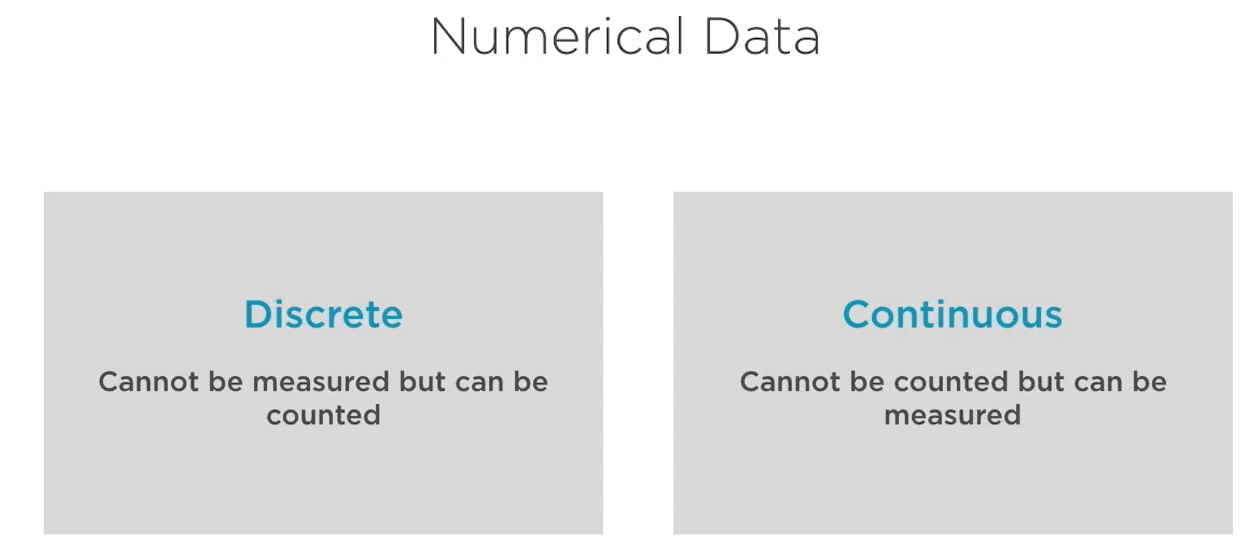 Numerical Data
Discrete
Cannot be measured but can be
counted
Continuous
Cannot be counted but can be
measured